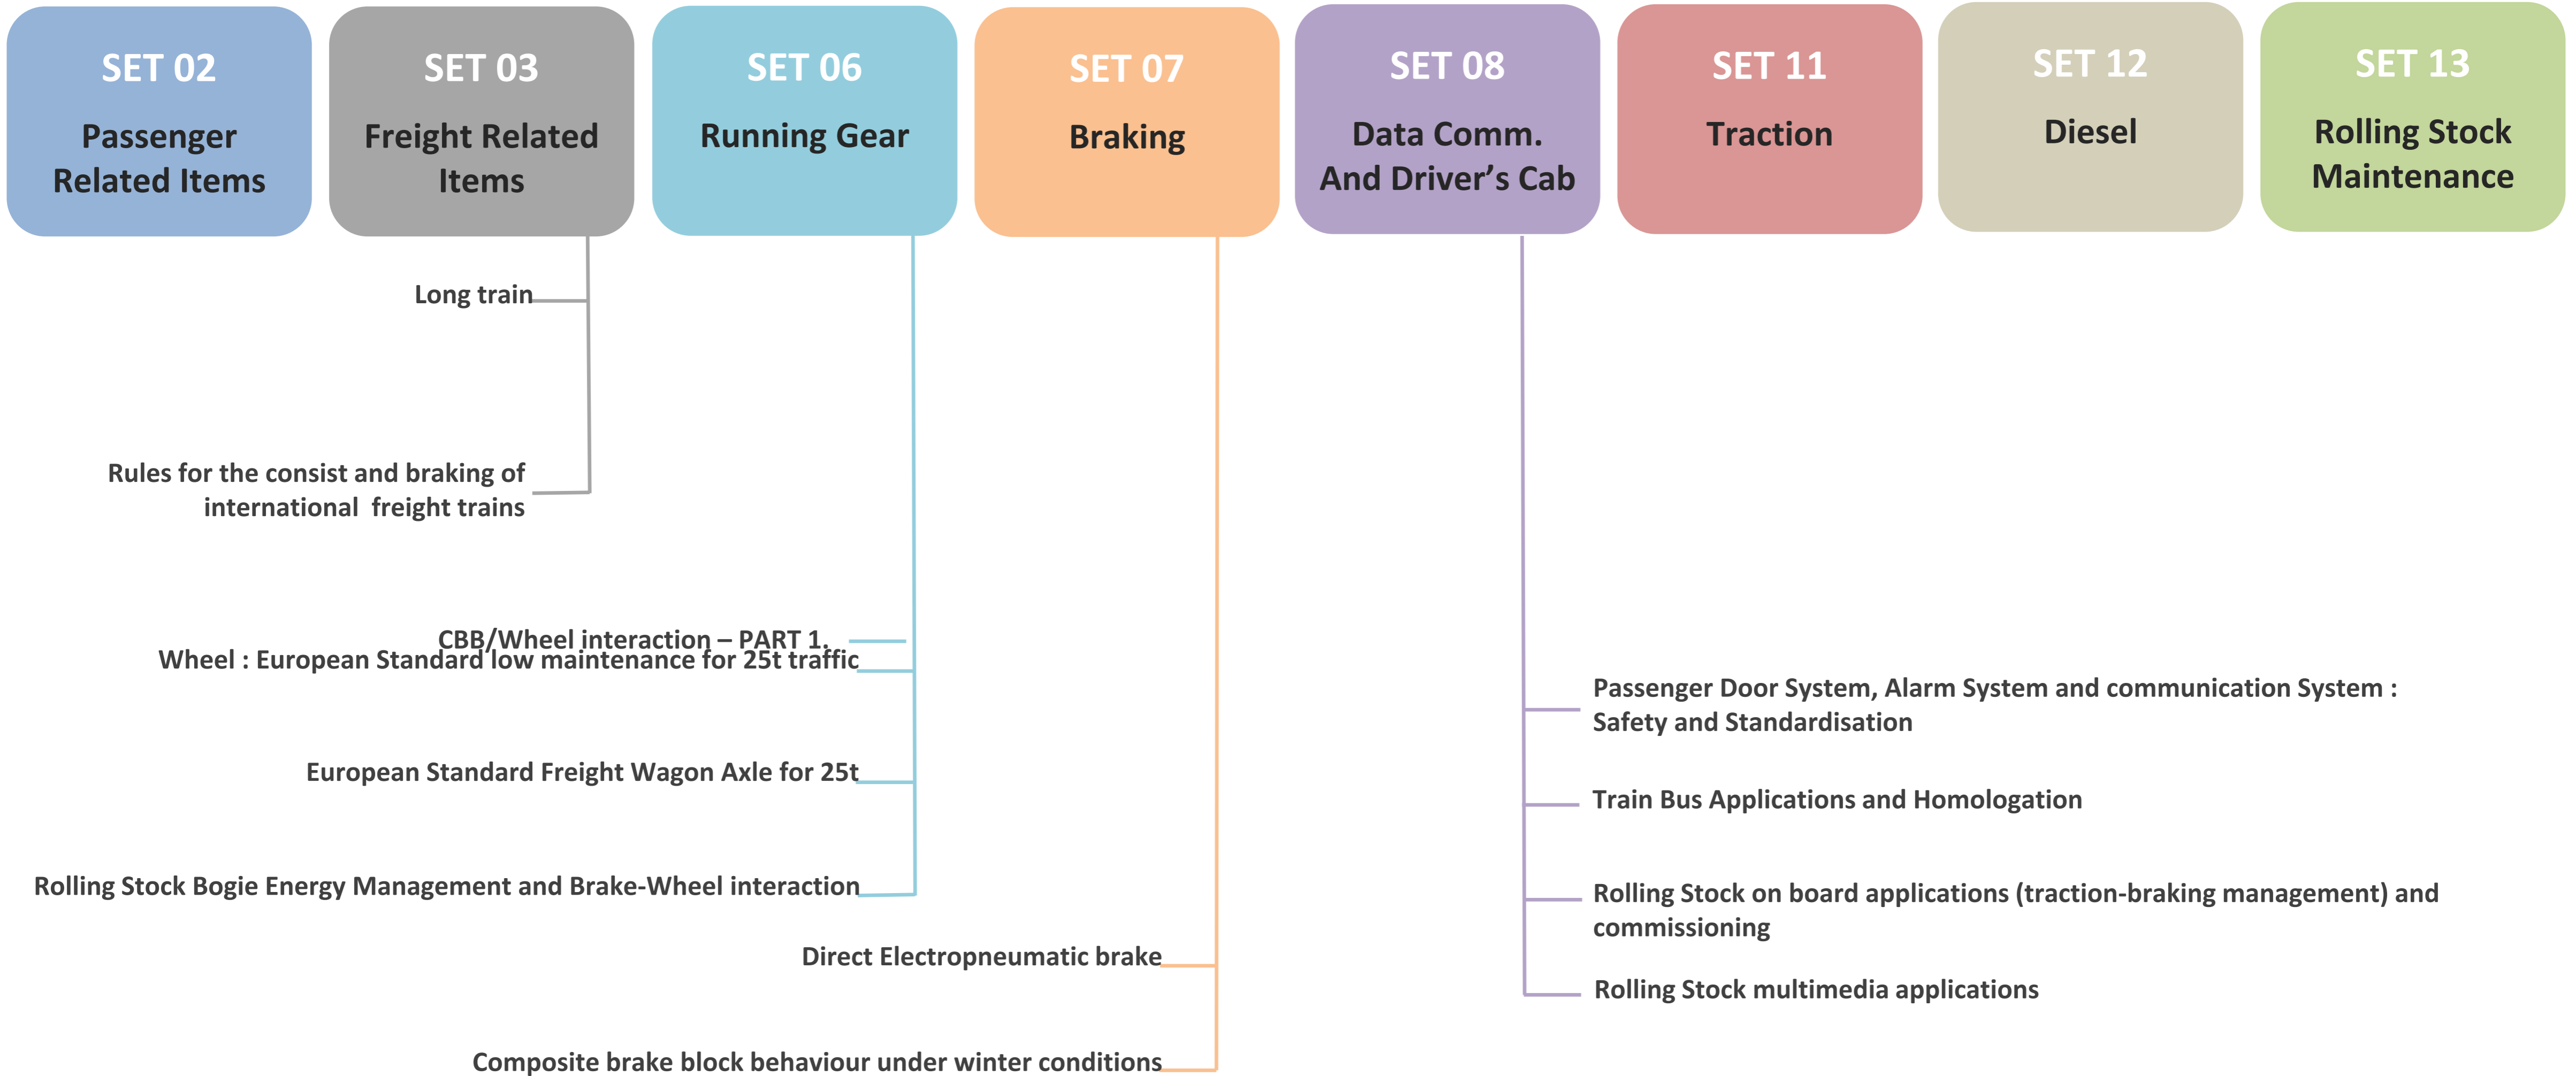 SET 02
Passenger
Related Items
SET 03
Freight Related
Items
SET 06
Running Gear
SET 07
Braking
SET 08
Data Comm.
And Driver’s Cab
SET 11
Traction
SET 12
Diesel
SET 13
Rolling Stock
Maintenance
Long train
Rules for the consist and braking of
international  freight trains
CBB/Wheel interaction – PART 1.
Wheel : European Standard low maintenance for 25t traffic
European Standard Freight Wagon Axle for 25t
Rolling Stock Bogie Energy Management and Brake-Wheel interaction
Direct Electropneumatic brake
Composite brake block behaviour under winter conditions
Passenger Door System, Alarm System and communication System :
Safety and Standardisation
Train Bus Applications and Homologation
Rolling Stock on board applications (traction-braking management) and
commissioning
Rolling Stock multimedia applications